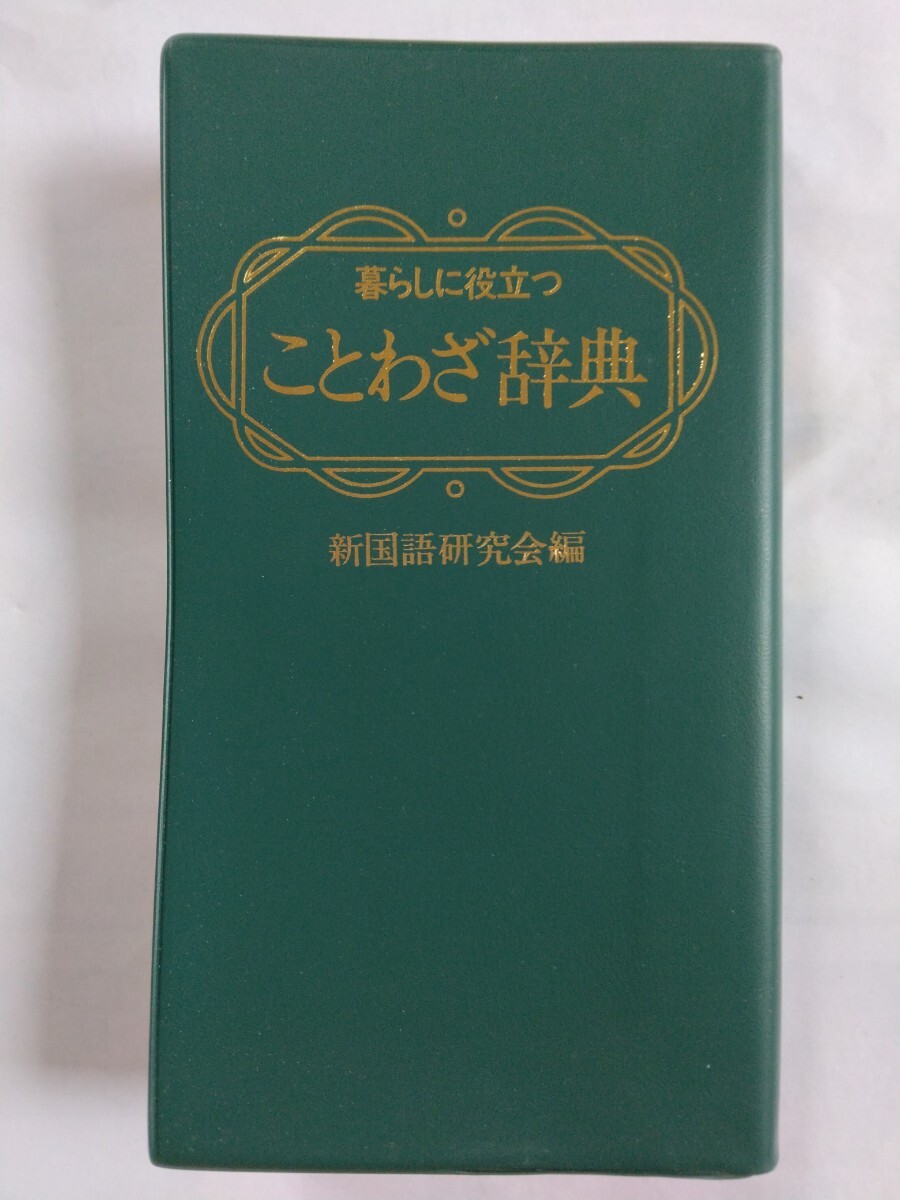 暮らしに役立つ
ことわざ辞典
新国語研究会編